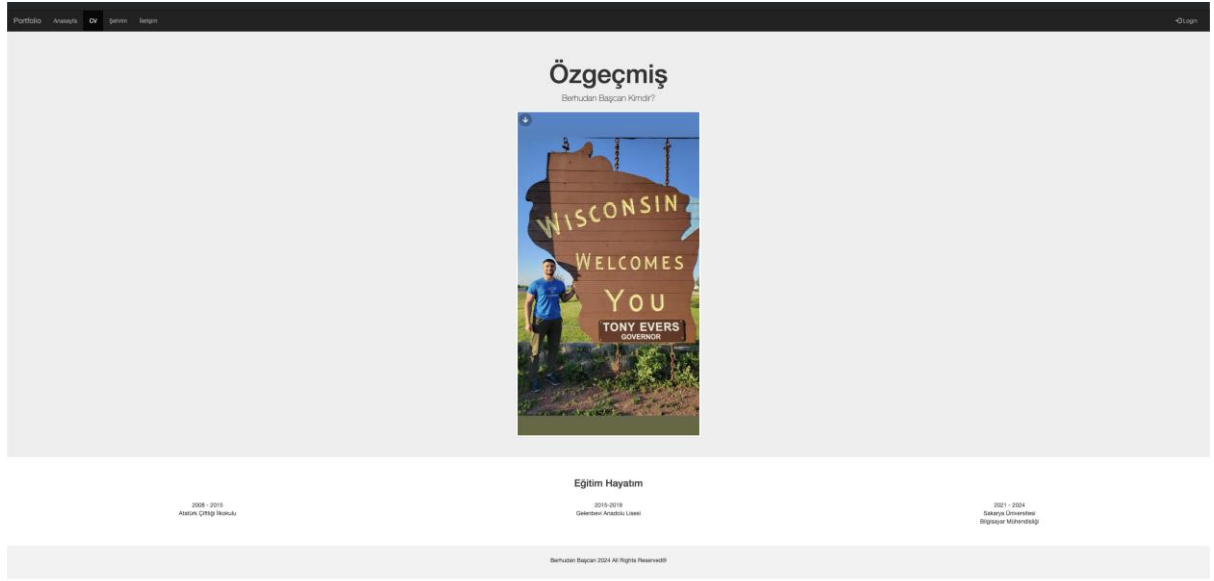 Portfolio Anasayfa CV Şehrim İletişim Login
Özgeçmiş
Berhudan Başcan Kimdir?
WISCONSIN
WELCOMES
YOU
TONY EVERS
GOVERNOR
Eğitim Hayatım
2008 - 2015
Atatürk Çiftliği İlkokulu
2015-2019
Gelenbevi Anadolu Lisesi
2021 - 2024
Sakarya Üniversitesi
Bilgisayar Mühendisliği
Berhudan Başcan 2024 All Rights Reserved®